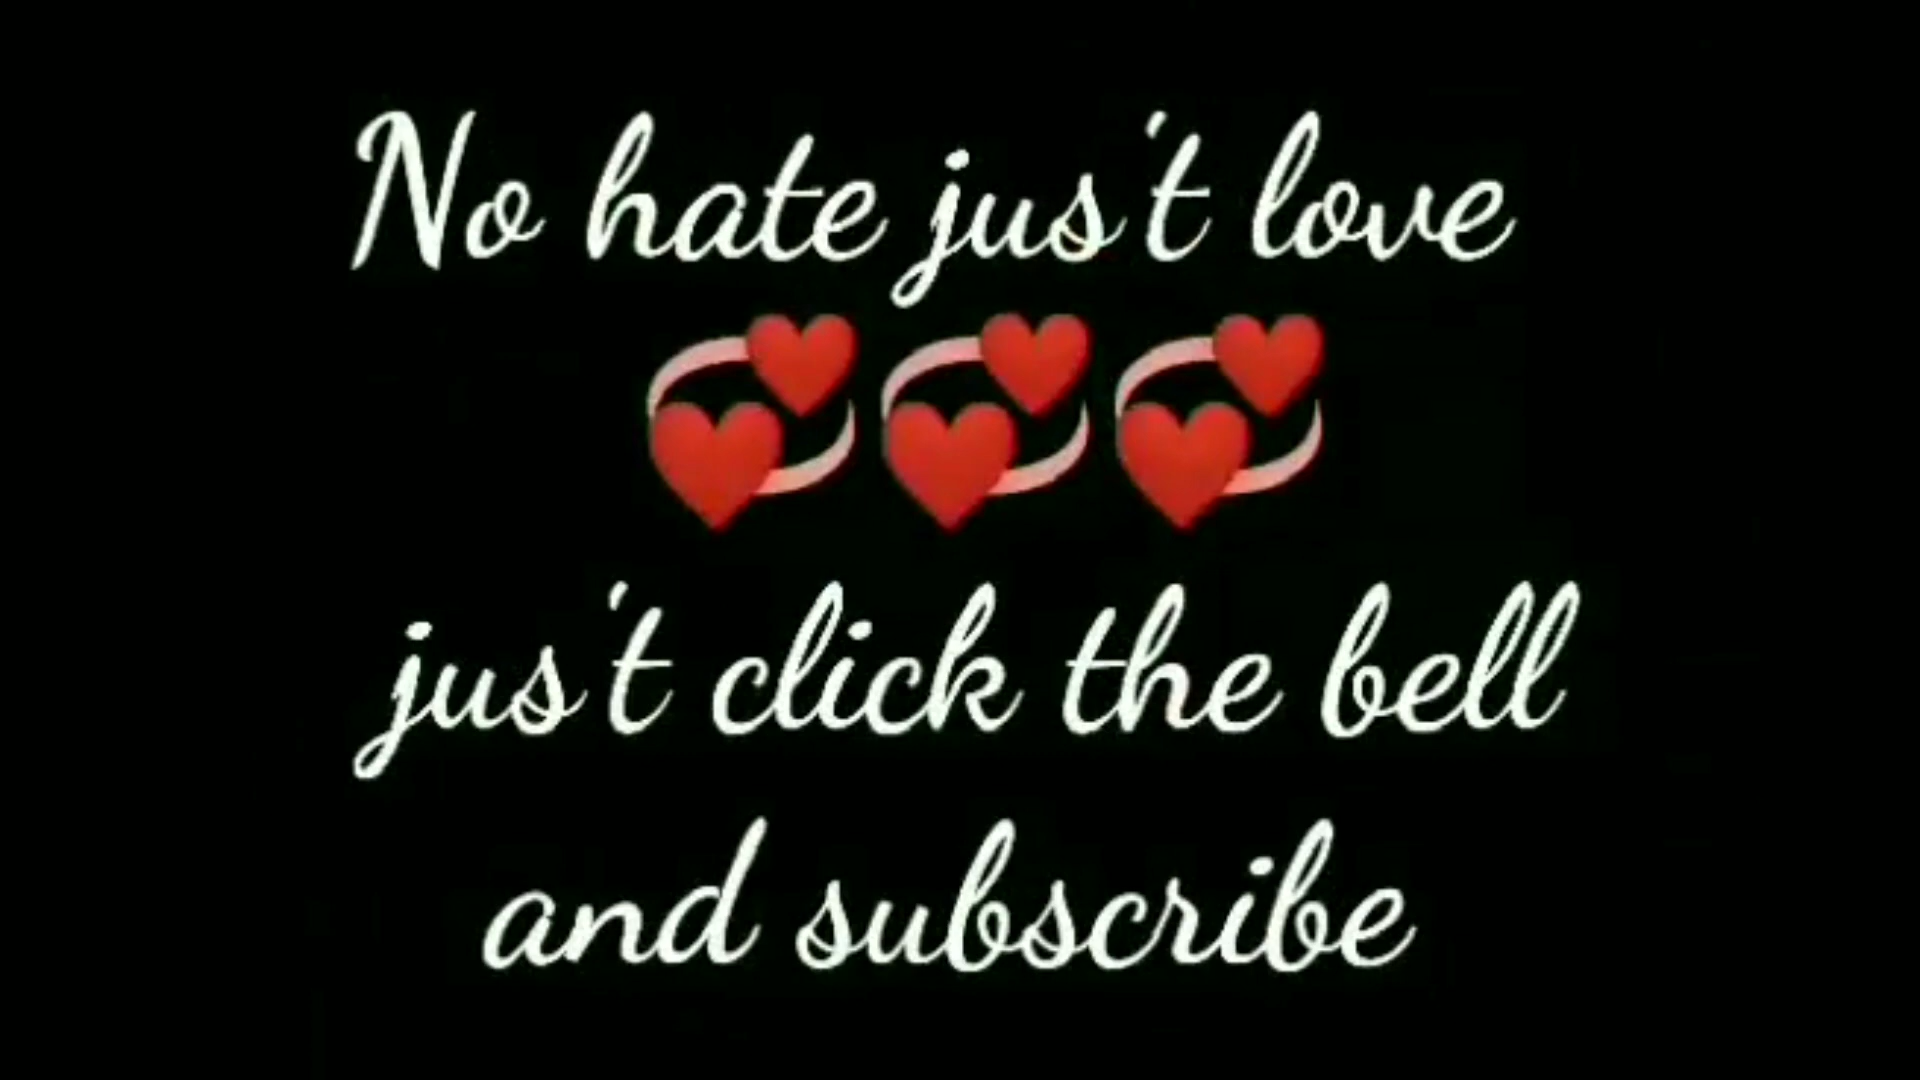 No hate jus't love
💞💞💞
jus't click the bell
and subscribe